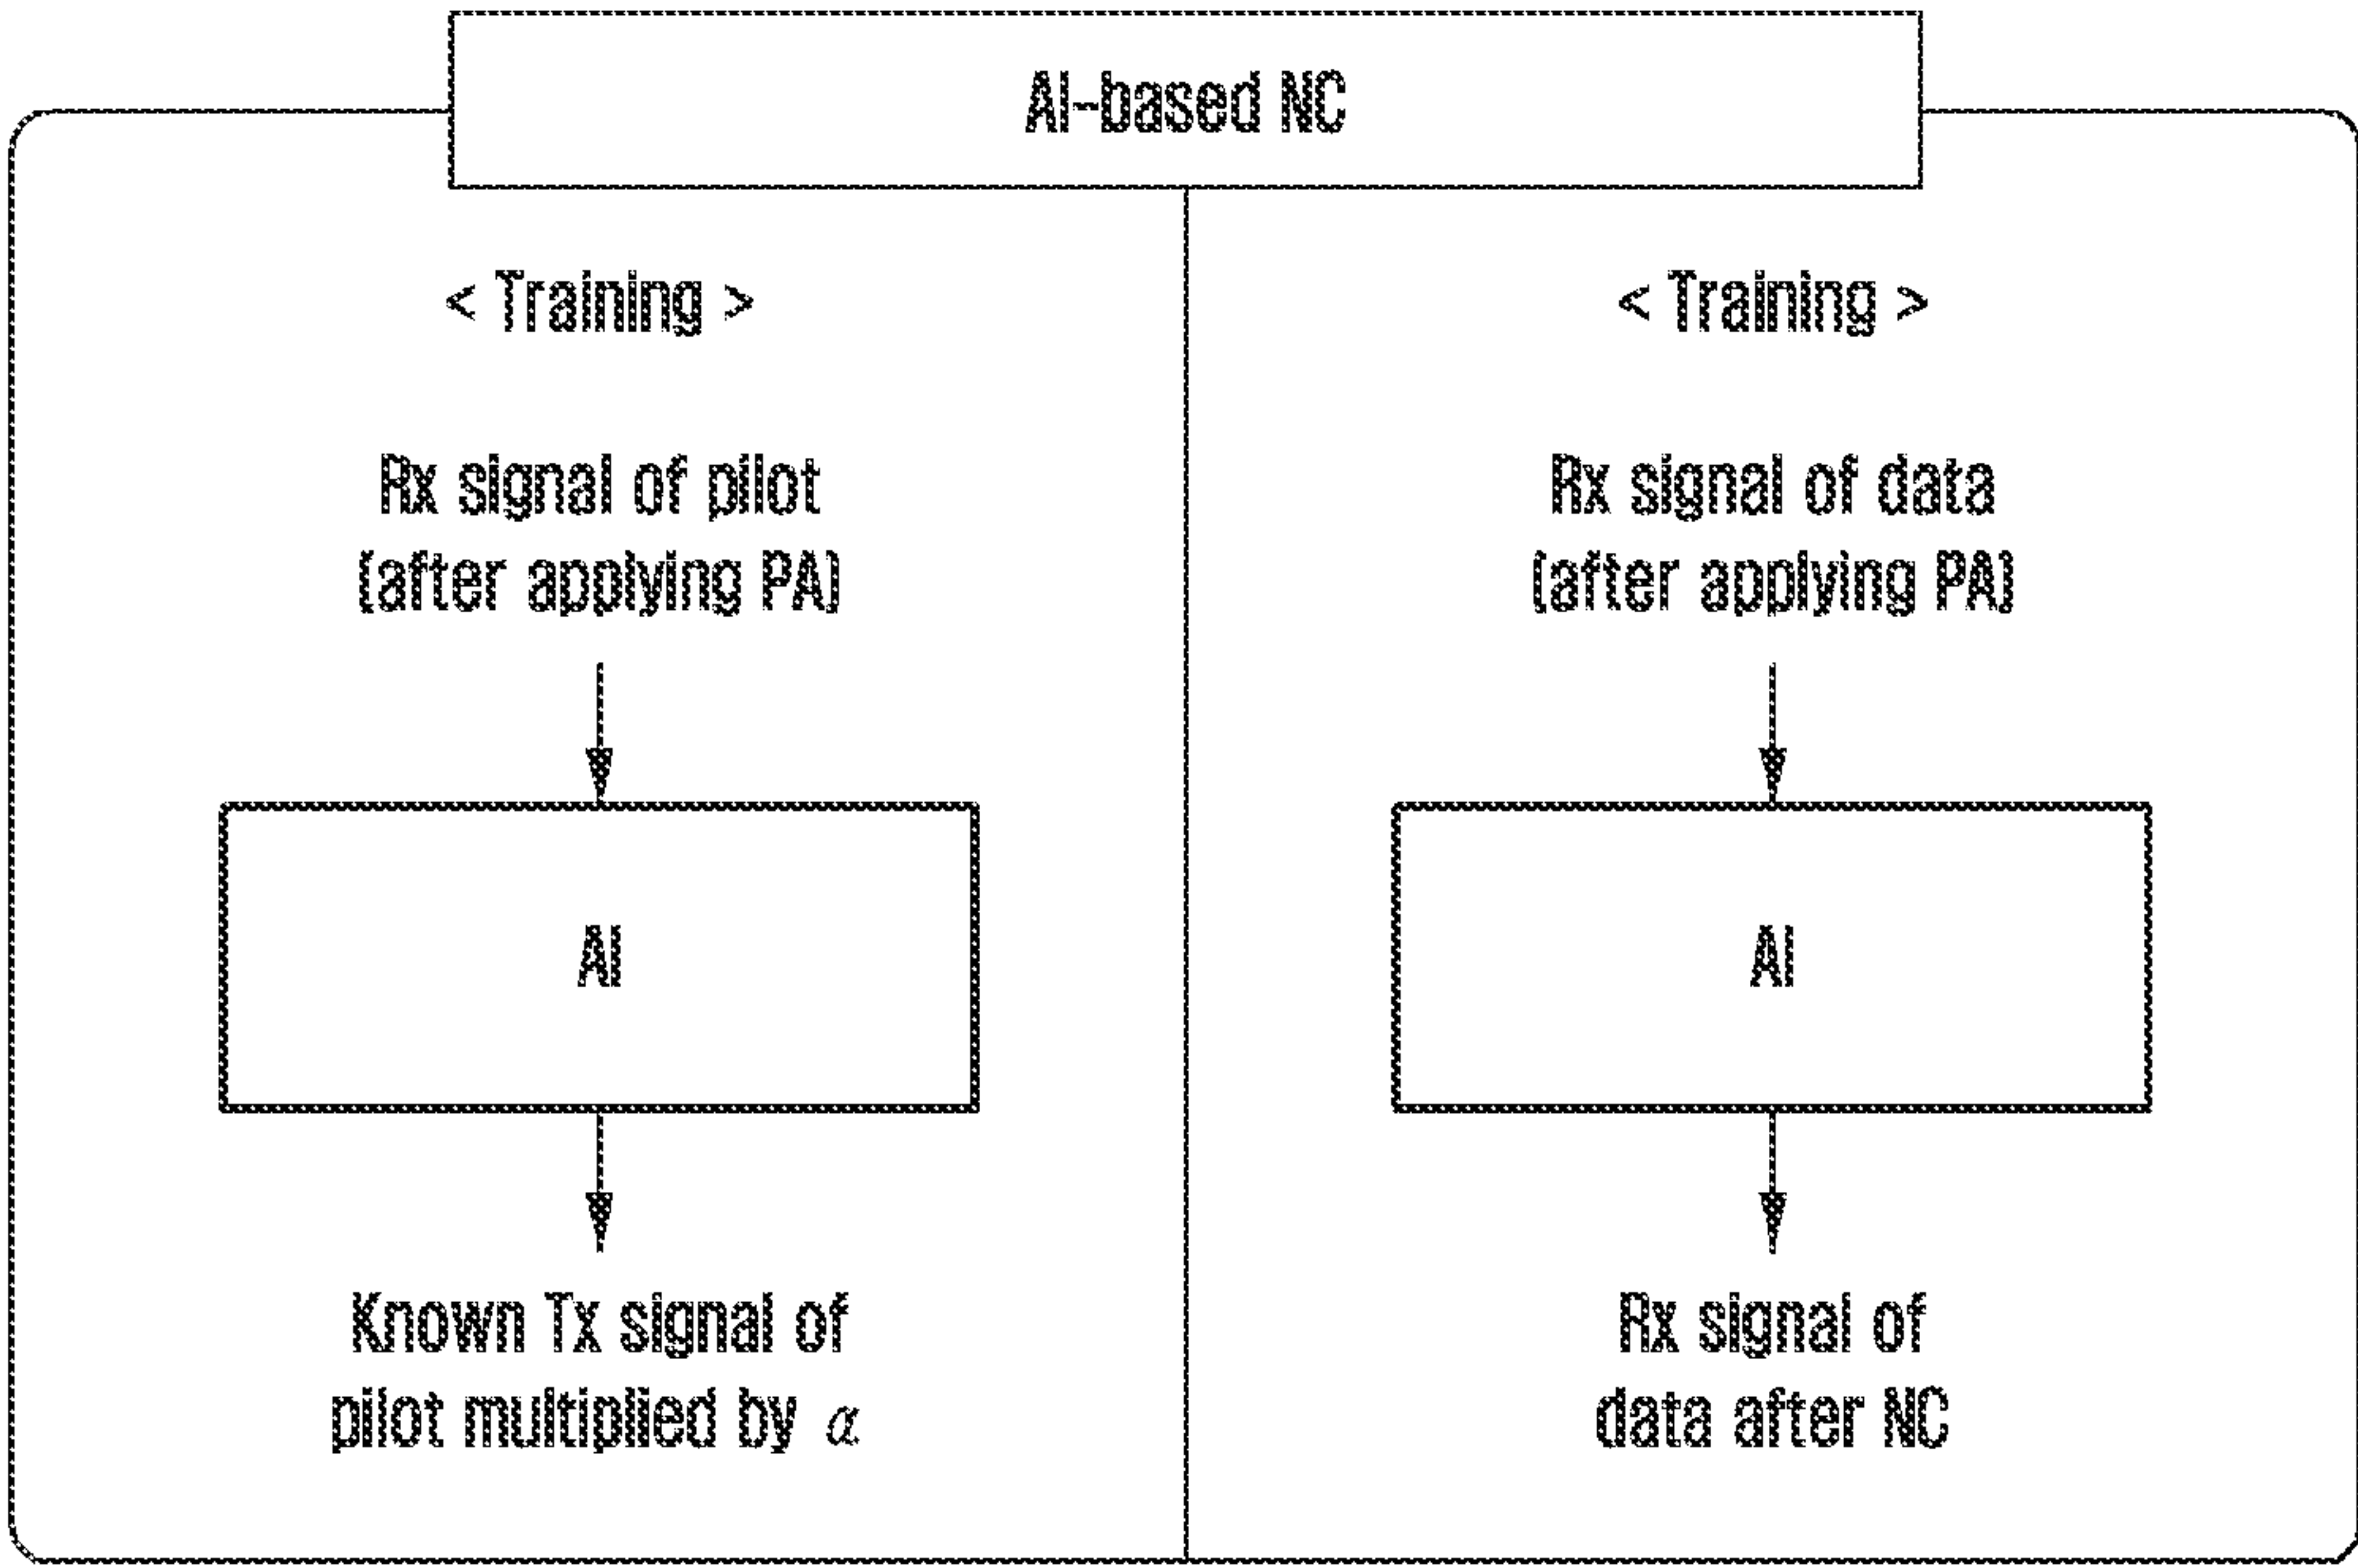 AI-based NC
< Training >
Rx signal of pilot
(after applying PA)
AI
Known Tx signal of
pilot multiplied by α
< Training >
Rx signal of data
(after applying PA)
AI
Rx signal of
data after NC